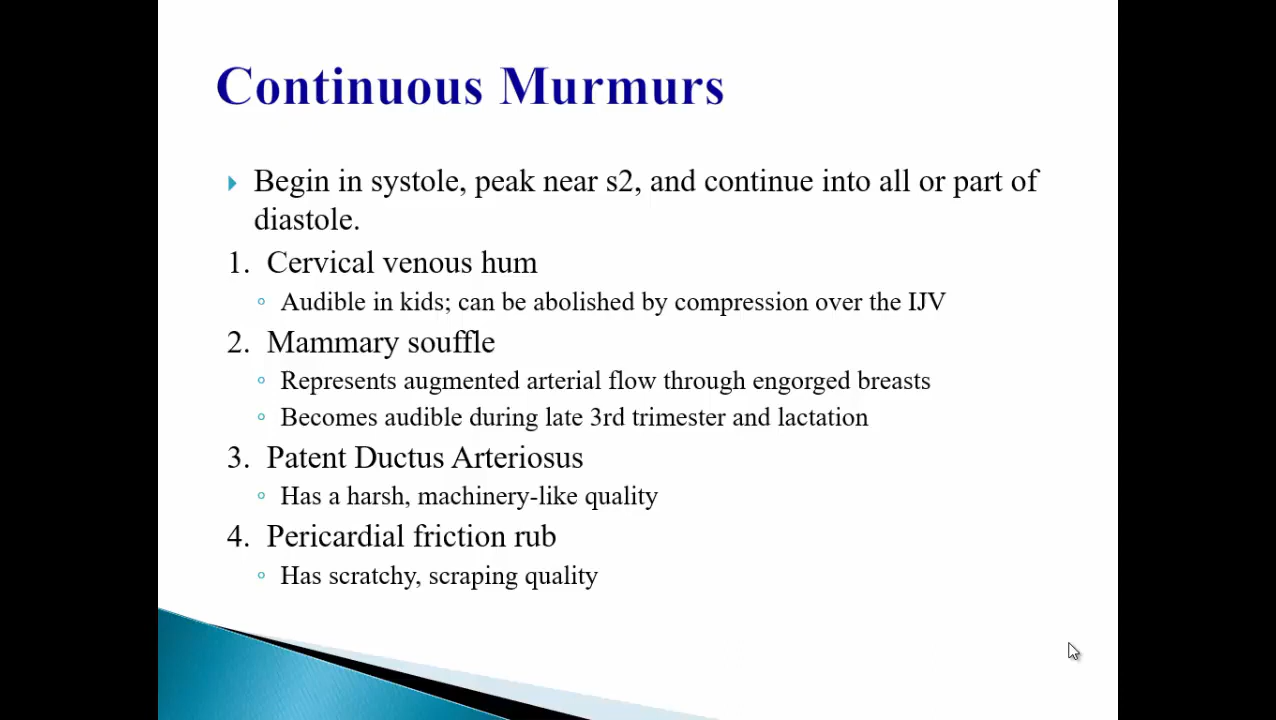 Continuous Murmurs
Begin in systole, peak near s2, and continue into all or part of
diastole.
1. Cervical venous hum
Audible in kids; can be abolished by compression over the IJV
2. Mammary souffle
Represents augmented arterial flow through engorged breasts
Becomes audible during late 3rd trimester and lactation
3. Patent Ductus Arteriosus
Has a harsh, machinery-like quality
4. Pericardial friction rub
Has scratchy, scraping quality